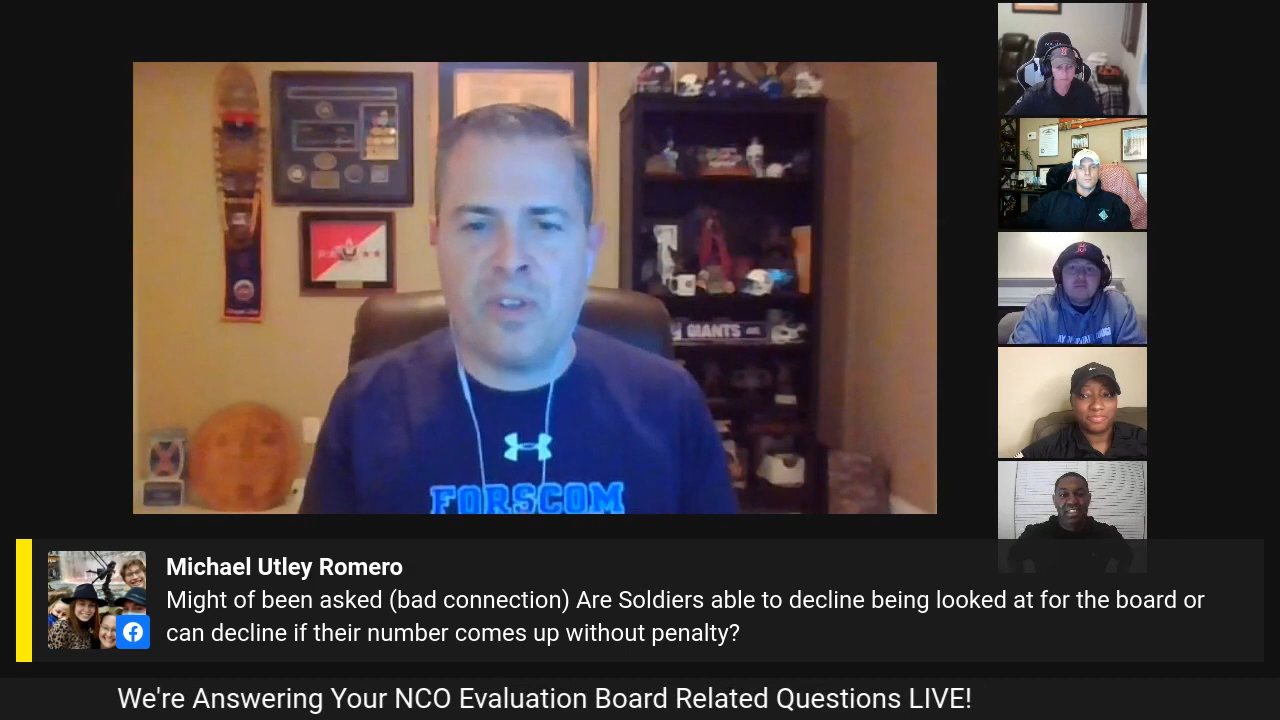 GIANTS
FORSCOM
Michael Utley Romero
Might of been asked (bad connection) Are Soldiers able to decline being looked at for the board or
can decline if their number comes up without penalty?
We're Answering Your NCO Evaluation Board Related Questions LIVE!